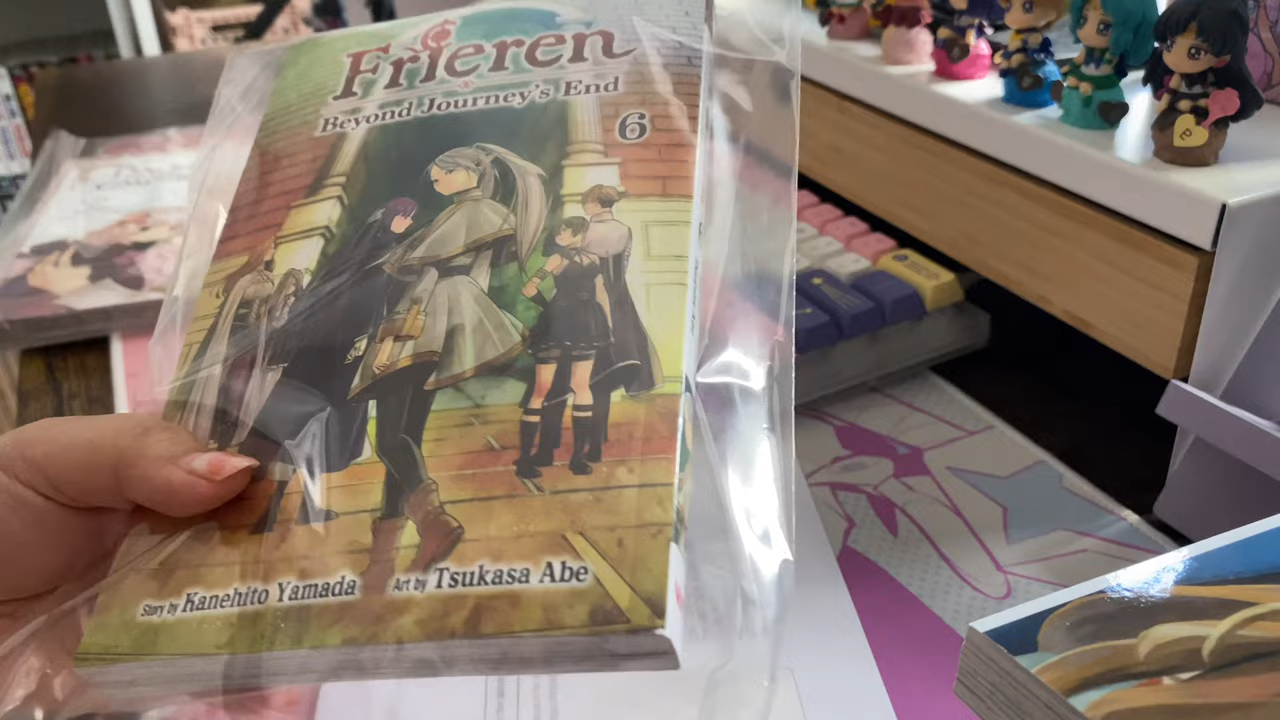 Frieren
Beyond Journey's End
6
Story by Kanehito Yamada
Art by Tsukasa Abe
P